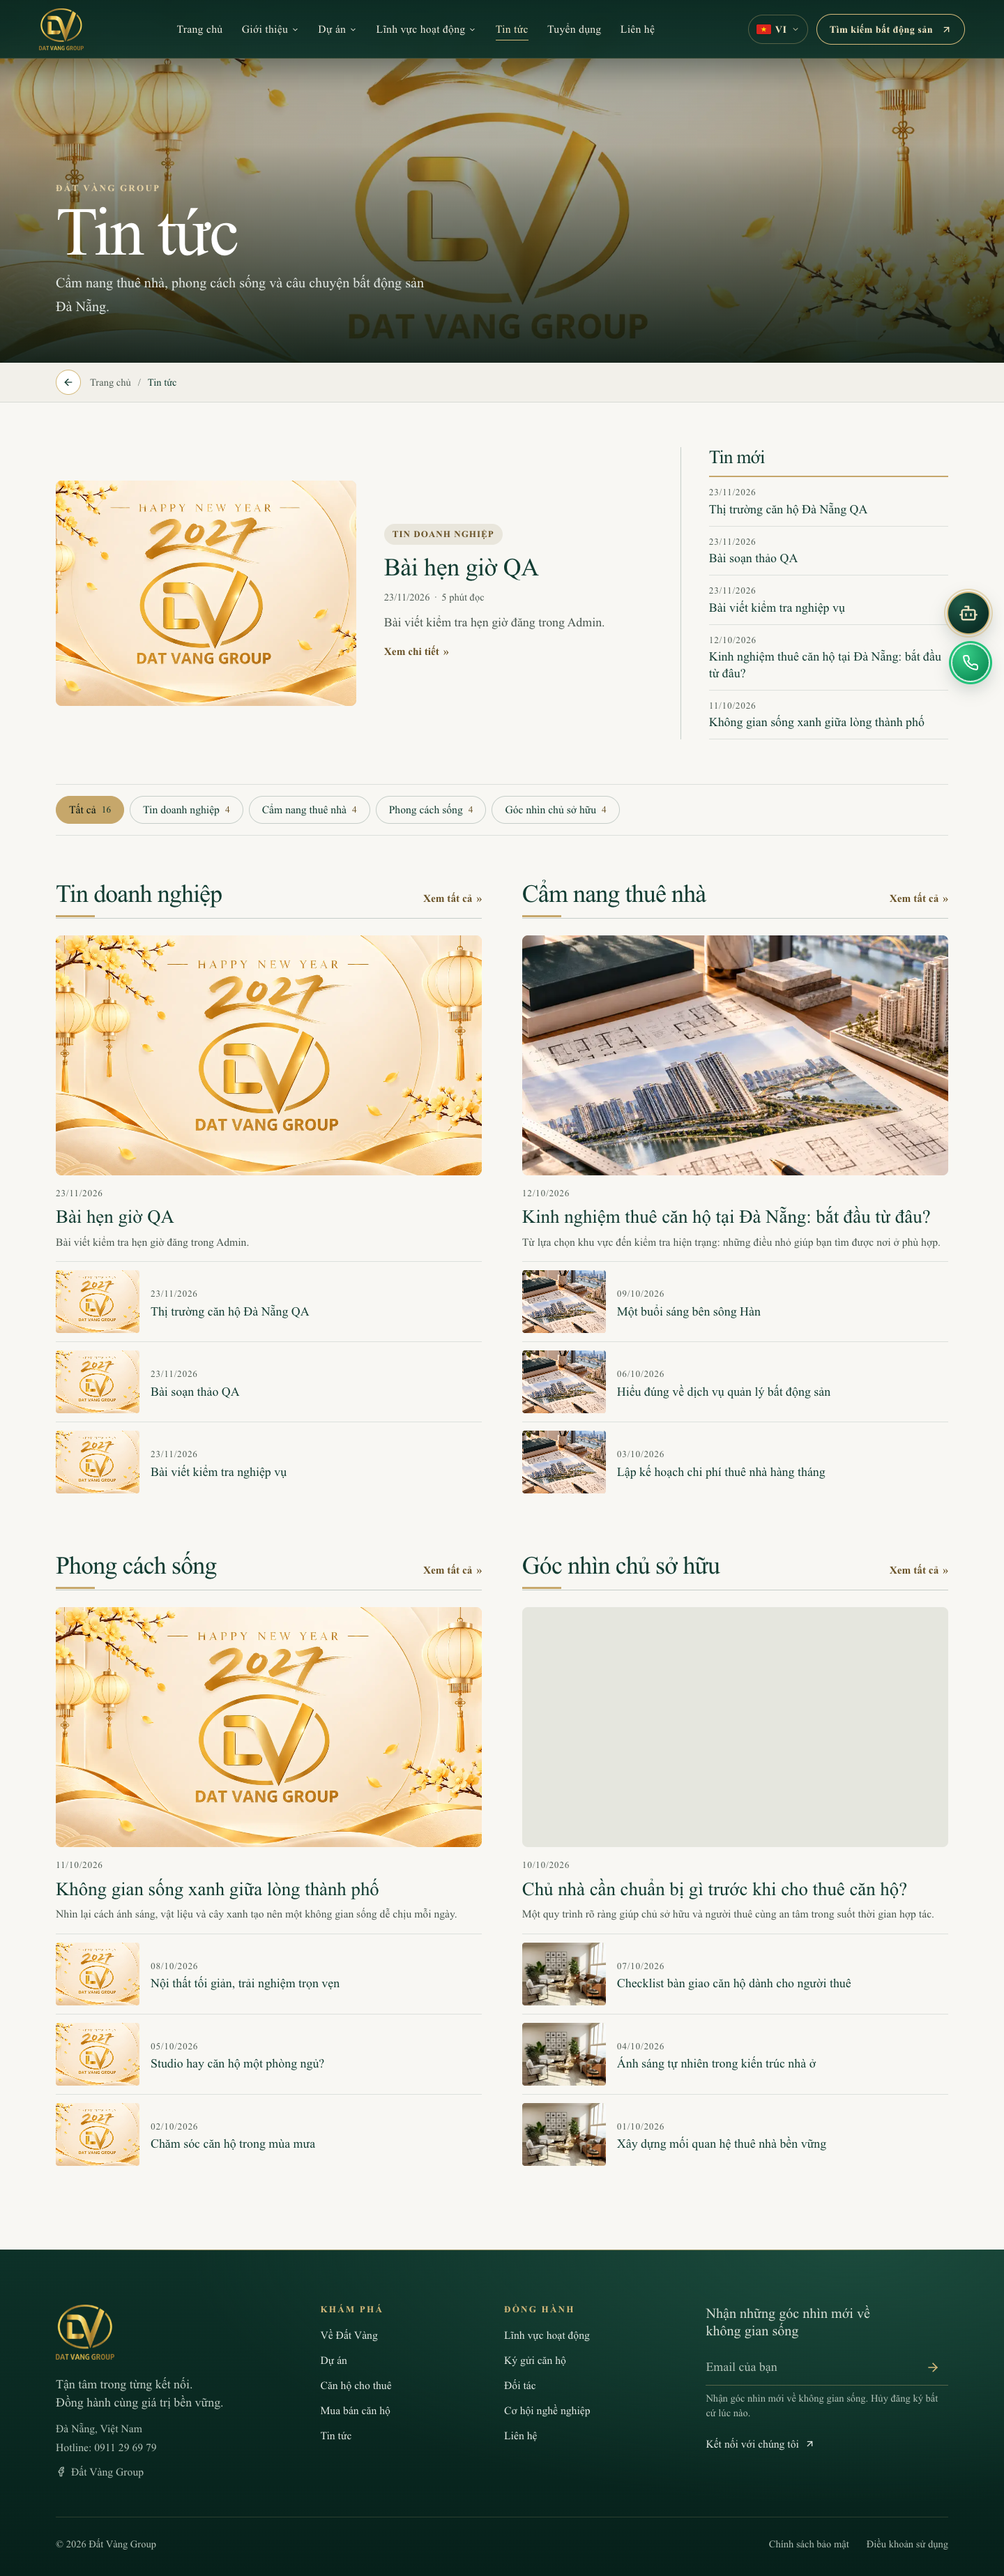 DAT VANG GROUP
Trang chủ
Giới thiệu
Dự án
Lĩnh vực hoạt động
Tin tức
Tuyển dụng
Liên hệ
VI
Tìm kiếm bất động sản
ĐẤT VÀNG GROUP
Tin tức
Cẩm nang thuê nhà, phong cách sống và câu chuyện bất động sản
Đà Nẵng.
DAT VANG GROUP
Trang chủ / Tin tức
HAPPY NEW YEAR
2027
DAT VANG GROUP
TIN DOANH NGHIỆP
Bài hẹn giờ QA
23/11/2026 · 5 phút đọc
Bài viết kiểm tra hẹn giờ đăng trong Admin.
Xem chi tiết »
Tin mới
23/11/2026
Thị trường căn hộ Đà Nẵng QA
23/11/2026
Bài soạn thảo QA
23/11/2026
Bài viết kiểm tra nghiệp vụ
12/10/2026
Kinh nghiệm thuê căn hộ tại Đà Nẵng: bắt đầu
từ đâu?
11/10/2026
Không gian sống xanh giữa lòng thành phố
Tất cả 16
Tin doanh nghiệp 4
Cẩm nang thuê nhà 4
Phong cách sống 4
Góc nhìn chủ sở hữu 4
Tin doanh nghiệp
Xem tất cả »
HAPPY NEW YEAR
2027
DAT VANG GROUP
23/11/2026
Bài hẹn giờ QA
Bài viết kiểm tra hẹn giờ đăng trong Admin.
2027
DAT VANG GROUP
23/11/2026
Thị trường căn hộ Đà Nẵng QA
2027
DAT VANG GROUP
23/11/2026
Bài soạn thảo QA
2027
DAT VANG GROUP
23/11/2026
Bài viết kiểm tra nghiệp vụ
Cẩm nang thuê nhà
Xem tất cả »
12/10/2026
Kinh nghiệm thuê căn hộ tại Đà Nẵng: bắt đầu từ đâu?
Từ lựa chọn khu vực đến kiểm tra hiện trạng: những điều nhỏ giúp bạn tìm được nơi ở phù hợp.
09/10/2026
Một buổi sáng bên sông Hàn
06/10/2026
Hiểu đúng về dịch vụ quản lý bất động sản
03/10/2026
Lập kế hoạch chi phí thuê nhà hàng tháng
Phong cách sống
Xem tất cả »
HAPPY NEW YEAR
2027
DAT VANG GROUP
11/10/2026
Không gian sống xanh giữa lòng thành phố
Nhìn lại cách ánh sáng, vật liệu và cây xanh tạo nên một không gian sống dễ chịu mỗi ngày.
2027
DAT VANG GROUP
08/10/2026
Nội thất tối giản, trải nghiệm trọn vẹn
2027
DAT VANG GROUP
05/10/2026
Studio hay căn hộ một phòng ngủ?
2027
DAT VANG GROUP
02/10/2026
Chăm sóc căn hộ trong mùa mưa
Góc nhìn chủ sở hữu
Xem tất cả »
10/10/2026
Chủ nhà cần chuẩn bị gì trước khi cho thuê căn hộ?
Một quy trình rõ ràng giúp chủ sở hữu và người thuê cùng an tâm trong suốt thời gian hợp tác.
07/10/2026
Checklist bàn giao căn hộ dành cho người thuê
04/10/2026
Ánh sáng tự nhiên trong kiến trúc nhà ở
01/10/2026
Xây dựng mối quan hệ thuê nhà bền vững
DAT VANG GROUP
Tận tâm trong từng kết nối.
Đồng hành cùng giá trị bền vững.
Đà Nẵng, Việt Nam
Hotline: 0911 29 69 79
Đất Vàng Group
KHÁM PHÁ
Về Đất Vàng
Dự án
Căn hộ cho thuê
Mua bán căn hộ
Tin tức
ĐỒNG HÀNH
Lĩnh vực hoạt động
Ký gửi căn hộ
Đối tác
Cơ hội nghề nghiệp
Liên hệ
Nhận những góc nhìn mới về
không gian sống
Email của bạn
Nhận góc nhìn mới về không gian sống. Hủy đăng ký bất
cứ lúc nào.
Kết nối với chúng tôi
© 2026 Đất Vàng Group
Chính sách bảo mật
Điều khoản sử dụng